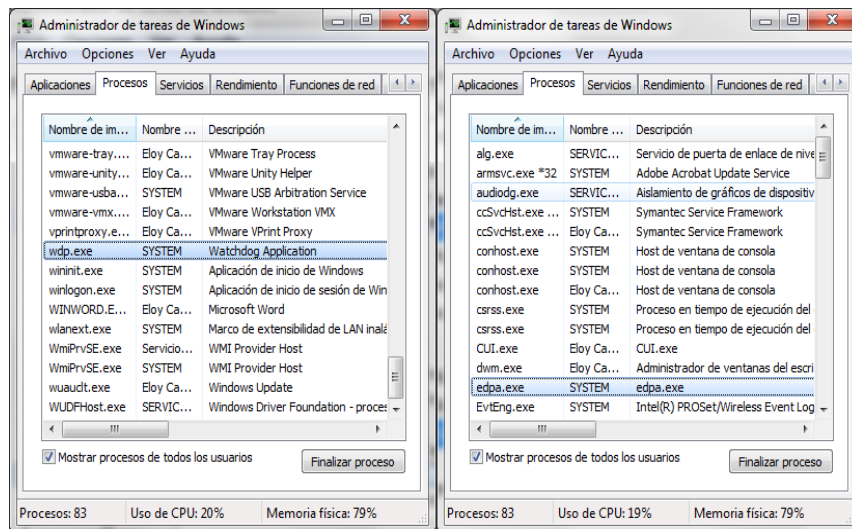 Administrador de tareas de Windows
Archivo Opciones Ver Ayuda
Aplicaciones Procesos Servicios Rendimiento Funciones de red
Nombre de im... Nombre ... Descripción
vmware-tray.... Eloy Ca... VMware Tray Process
vmware-unity... Eloy Ca... VMware Unity Helper
vmware-usba... SYSTEM VMware USB Arbitration Service
vmware-vmx.... Eloy Ca... VMware Workstation VMX
vprintproxy.e... Eloy Ca... VMware VPrint Proxy
wdp.exe SYSTEM Watchdog Application
wininit.exe SYSTEM Aplicación de inicio de Windows
winlogon.exe SYSTEM Aplicación de inicio de sesión de Win
WINWORD.E... Eloy Ca... Microsoft Word
wlanext.exe SYSTEM Marco de extensibilidad de LAN inalá
WmiPrvSE.exe Servicio... WMI Provider Host
WmiPrvSE.exe SYSTEM WMI Provider Host
wuauclt.exe Eloy Ca... Windows Update
WUDFHost.exe SERVIC... Windows Driver Foundation - proces
Mostrar procesos de todos los usuarios Finalizar proceso
Procesos: 83 Uso de CPU: 20% Memoria física: 79%
Administrador de tareas de Windows
Archivo Opciones Ver Ayuda
Aplicaciones Procesos Servicios Rendimiento Funciones de red
Nombre de im... Nombre ... Descripción
alg.exe SERVIC... Servicio de puerta de enlace de nive
armsvc.exe *32 SYSTEM Adobe Acrobat Update Service
audiodg.exe SERVIC... Aislamiento de gráficos de dispositiv
ccSvcHst.exe ... SYSTEM Symantec Service Framework
ccSvcHst.exe ... Eloy Ca... Symantec Service Framework
conhost.exe SYSTEM Host de ventana de consola
conhost.exe SYSTEM Host de ventana de consola
conhost.exe Eloy Ca... Host de ventana de consola
csrss.exe SYSTEM Proceso en tiempo de ejecución del
csrss.exe SYSTEM Proceso en tiempo de ejecución del
CUI.exe Eloy Ca... CUI.exe
dwm.exe Eloy Ca... Administrador de ventanas del escri
edpa.exe SYSTEM edpa.exe
EvtEng.exe SYSTEM Intel(R) PROSet/Wireless Event Log
Mostrar procesos de todos los usuarios Finalizar proceso
Procesos: 83 Uso de CPU: 19% Memoria física: 79%